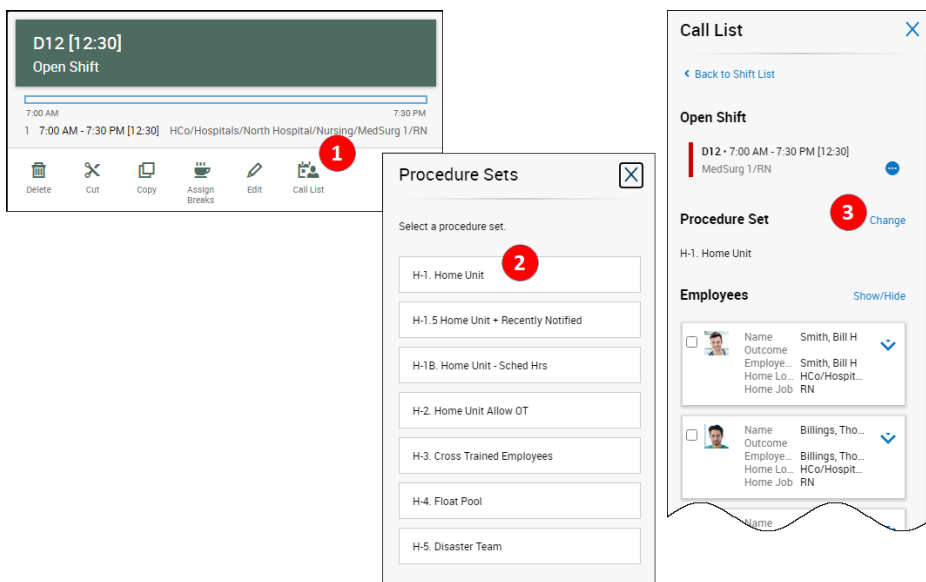 D12 [12:30]
Open Shift
7:00 AM 7:30 PM
1 7:00 AM - 7:30 PM [12:30] HCo/Hospitals/North Hospital/Nursing/MedSurg 1/RN
1
Delete Cut Copy Assign Breaks Edit Call List
Procedure Sets
Select a procedure set.
H-1. Home Unit
2
H-1.5 Home Unit + Recently Notified
H-1B. Home Unit - Sched Hrs
H-2. Home Unit Allow OT
H-3. Cross Trained Employees
H-4. Float Pool
H-5. Disaster Team
Call List
Back to Shift List
Open Shift
D12 • 7:00 AM - 7:30 PM [12:30]
MedSurg 1/RN
Procedure Set 3 Change
H-1. Home Unit
Employees Show/Hide
Name Smith, Bill H
Outcome
Employe... Smith, Bill H
Home Lo... HCo/Hospit...
Home Job RN
Name Billings, Tho...
Outcome
Employe... Billings, Tho...
Home Lo... HCo/Hospit...
Home Job RN
Name